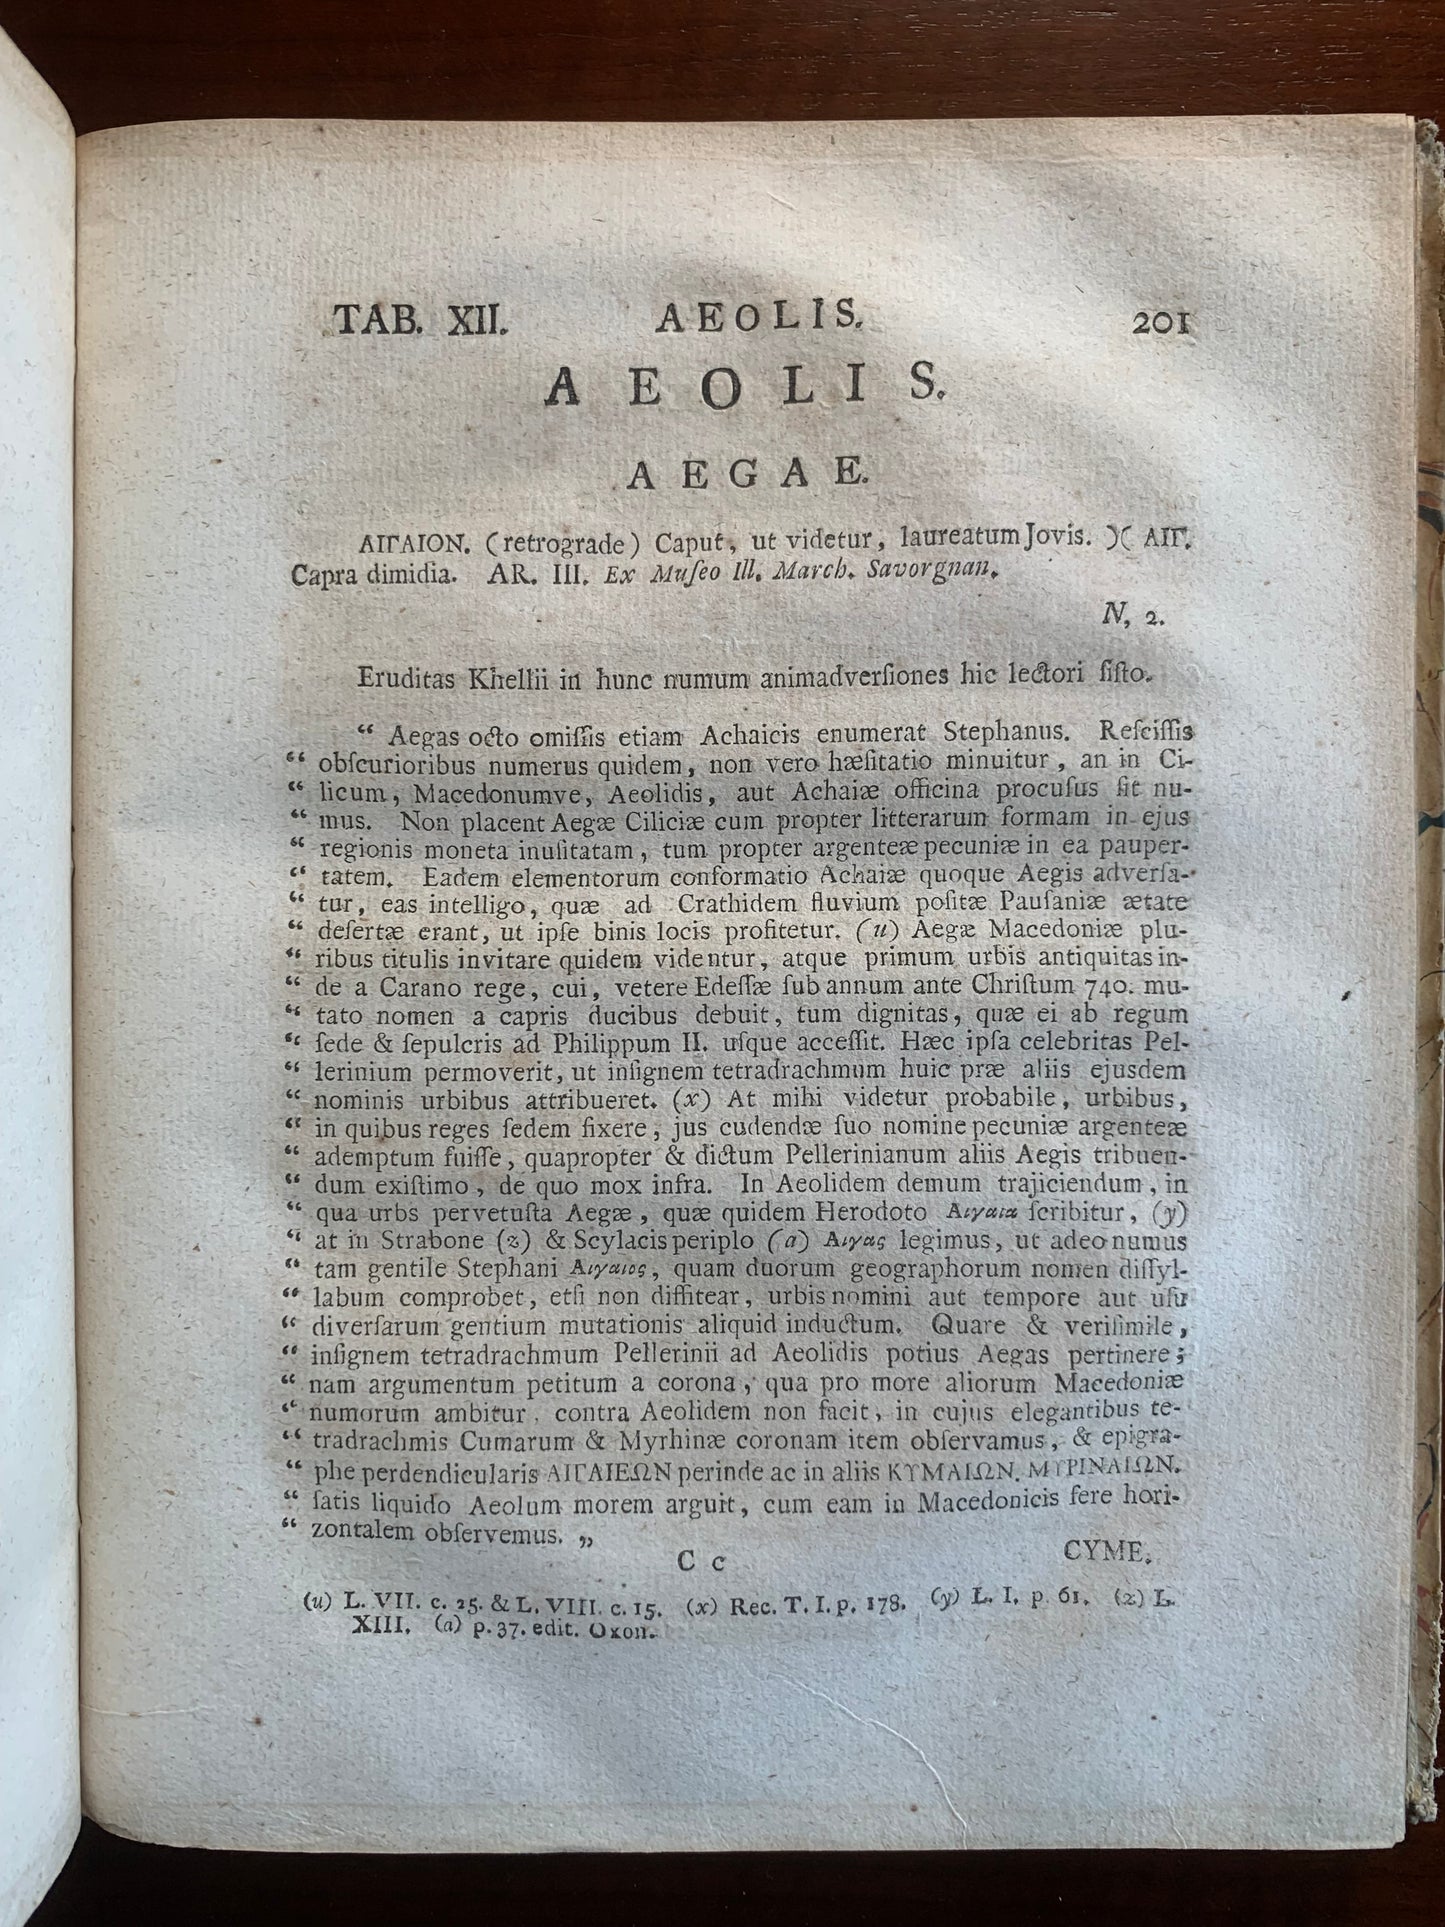 TAB. XII. AEOLIS. 201
AEOLIS.
AEGAE.
ΑΙΓΑΙΟΝ. (retrograde) Caput, ut videtur, laureatum Jovis. )( ΑΙΓ.
Capra dimidia. AR. III. Ex Muſeo Ill. March. Savorgnan.
N, 2.
Eruditas Khellii in hunc numum animadverſiones hic lectori ſiſto.
“ Aegas octo omiſſis etiam Achaicis enumerat Stephanus. Reſciſſis
“ obſcurioribus numerus quidem, non vero hæſitatio minuitur, an in Ci-
“ licum, Macedonumve, Aeolidis, aut Achaiæ officina procuſus ſit nu-
“ mus. Non placent Aegæ Ciliciæ cum propter litterarum formam in ejus
“ regionis moneta inuſitatam, tum propter argenteæ pecuniæ in ea pauper-
“ tatem. Eadem elementorum conformatio Achaiæ quoque Aegis adverſa-
“ tur, eas intelligo, quæ ad Crathidem fluvium poſitæ Pauſaniæ ætate
“ deſertæ erant, ut ipſe binis locis profitetur. (u) Aegæ Macedoniæ plu-
“ ribus titulis invitare quidem videntur, atque primum urbis antiquitas in-
“ de a Carano rege, cui, vetere Edeſſæ ſub annum ante Chriſtum 740. mu-
“ tato nomen a capris ducibus debuit, tum dignitas, quæ ei ab regum
“ ſede & ſepulcris ad Philippum II. uſque acceſſit. Hæc ipſa celebritas Pel-
“ lerinium permoverit, ut inſignem tetradrachmum huic præ aliis ejusdem
“ nominis urbibus attribueret. (x) At mihi videtur probabile, urbibus,
“ in quibus reges ſedem fixere, jus cudendæ ſuo nomine pecuniæ argenteæ
“ ademptum fuiſſe, quapropter & dictum Pellerinianum aliis Aegis tribuen-
“ dum exiſtimo, de quo mox infra. In Aeolidem demum trajiciendum, in
“ qua urbs pervetuſta Aegæ, quæ quidem Herodoto Αιγαια ſcribitur, (y)
“ at in Strabone (z) & Scylacis periplo (a) Αιγας legimus, ut adeo numus
“ tam gentile Stephani Αιγαιος, quam duorum geographorum nomen diſſyl-
“ labum comprobet, etſi non diffitear, urbis nomini aut tempore aut uſu
“ diverſarum gentium mutationis aliquid inductum. Quare & veriſimile,
“ inſignem tetradrachmum Pellerinii ad Aeolidis potius Aegas pertinere;
“ nam argumentum petitum a corona, qua pro more aliorum Macedoniæ
“ numorum ambitur, contra Aeolidem non facit, in cujus elegantibus te-
“ tradrachmis Cumarum & Myrhinæ coronam item obſervamus, & epigra-
“ phe perdendicularis ΑΙΓΑΙΕΩΝ perinde ac in aliis ΚΥΜΑΙΩΝ. ΜΥΡΙΝΑΙΩΝ.
“ ſatis liquido Aeolum morem arguit, cum eam in Macedonicis fere hori-
“ zontalem obſervemus. „
C c CYME.
(u) L. VII. c. 25. & L. VIII. c. 15. (x) Rec. T. I. p. 178. (y) L. I. p. 61. (z) L.
XIII. (a) p. 37. edit. Oxon.